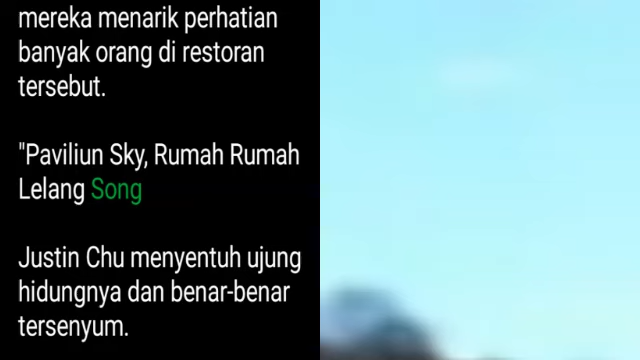 mereka menarik perhatian
banyak orang di restoran
tersebut.
"Paviliun Sky, Rumah Rumah
Lelang Song
Justin Chu menyentuh ujung
hidungnya dan benar-benar
tersenyum.